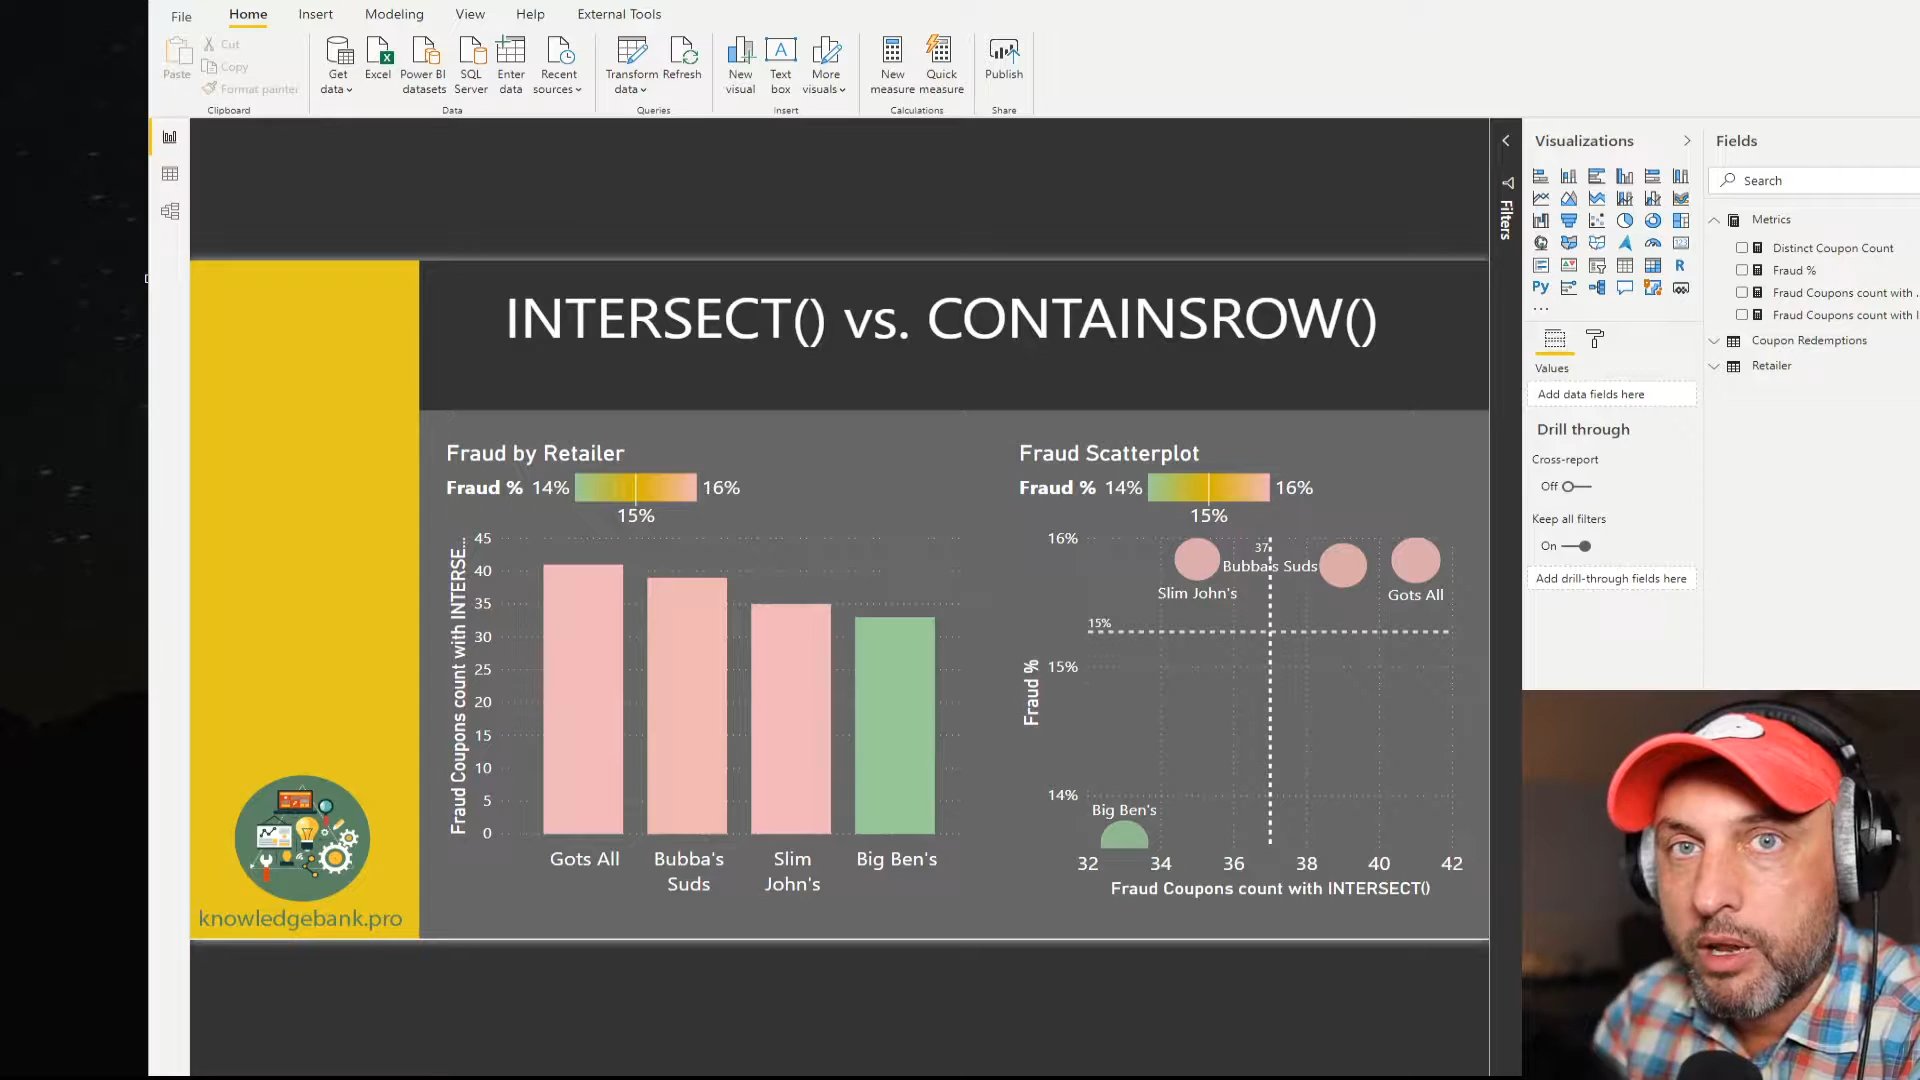 File
Home
Insert
Modeling
View
Help
External Tools
Paste
Cut
Copy
Format painter
Clipboard
Get data
Excel
Power BI datasets
SQL Server
Enter data
Recent sources
Data
Transform data
Refresh
Queries
New visual
Text box
More visuals
Insert
New measure
Quick measure
Calculations
Publish
Share
Filters
Visualizations
Fields
Search
Metrics
Distinct Coupon Count
Fraud %
Fraud Coupons count with .
Fraud Coupons count with I
Coupon Redemptions
Retailer
R
Py
123
...
Values
Add data fields here
Drill through
Cross-report
Off
Keep all filters
On
Add drill-through fields here
INTERSECT() vs. CONTAINSROW()
Fraud by Retailer
Fraud % 14% 16%
15%
Fraud Coupons count with INTERSE...
45
40
35
30
25
20
15
10
5
0
Gots All
Bubba's Suds
Slim John's
Big Ben's
Fraud Scatterplot
Fraud % 14% 16%
15%
Fraud %
16%
15%
14%
37
Bubba's Suds
Slim John's
Gots All
15%
Big Ben's
32 34 36 38 40 42
Fraud Coupons count with INTERSECT()
knowledgebank.pro